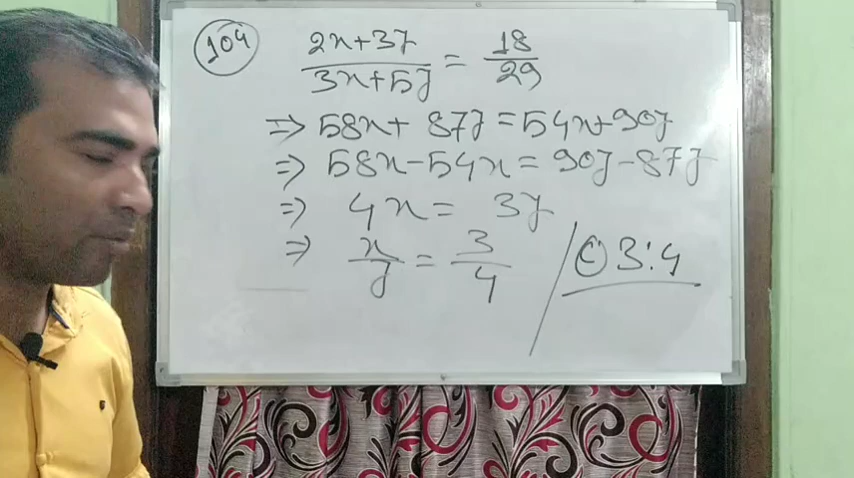 104
2x+3y/3x+5y = 18/29
⇒ 58x+ 87y = 54x+90y
⇒ 58x-54x = 90y-87y
⇒ 4x = 3y
⇒ x/y = 3/4 / (C) 3:4